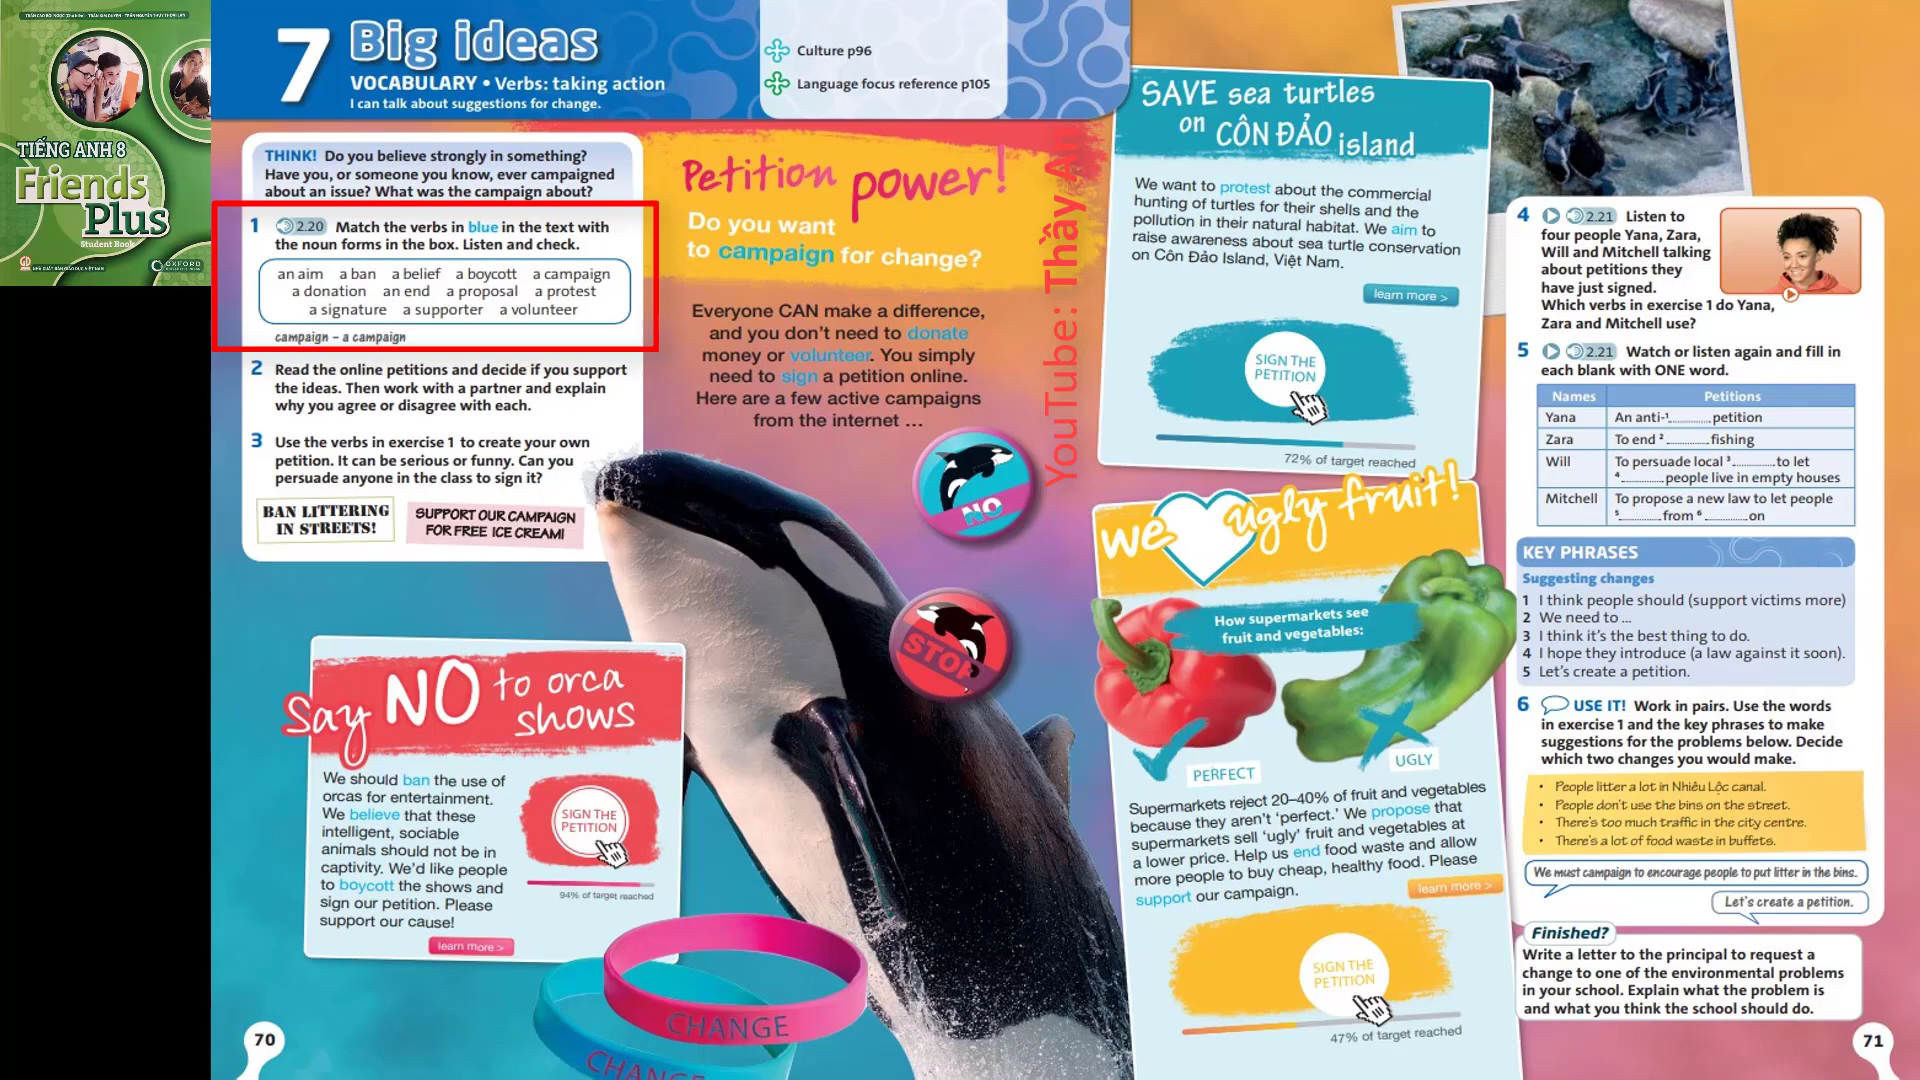 TIẾNG ANH 8
Friends
Plus
Student Book
OXFORD
7 Big ideas
VOCABULARY • Verbs: taking action
I can talk about suggestions for change.
Culture p96
Language focus reference p105
THINK! Do you believe strongly in something?
Have you, or someone you know, ever campaigned
about an issue? What was the campaign about?
1 2.20 Match the verbs in blue in the text with
the noun forms in the box. Listen and check.
an aim a ban a belief a boycott a campaign
a donation an end a proposal a protest
a signature a supporter a volunteer
campaign – a campaign
2 Read the online petitions and decide if you support
the ideas. Then work with a partner and explain
why you agree or disagree with each.
3 Use the verbs in exercise 1 to create your own
petition. It can be serious or funny. Can you
persuade anyone in the class to sign it?
BAN LITTERING
IN STREETS!
SUPPORT OUR CAMPAIGN
FOR FREE ICE CREAM!
Petition power!
Do you want
to campaign for change?
Everyone CAN make a difference,
and you don't need to donate
money or volunteer. You simply
need to sign a petition online.
Here are a few active campaigns
from the internet ...
NO
STOP
Say NO to orca
shows
We should ban the use of
orcas for entertainment.
We believe that these
intelligent, sociable
animals should not be in
captivity. We'd like people
to boycott the shows and
sign our petition. Please
support our cause!
learn more >
SIGN THE
PETITION
94% of target reached
CHANGE
CHANGE
70
YouTube: Thầy An
SAVE sea turtles
on CÔN ĐẢO island
We want to protest about the commercial
hunting of turtles for their shells and the
pollution in their natural habitat. We aim to
raise awareness about sea turtle conservation
on Côn Đảo Island, Việt Nam.
learn more >
SIGN THE
PETITION
72% of target reached
we ugly fruit!
How supermarkets see
fruit and vegetables:
PERFECT
UGLY
Supermarkets reject 20–40% of fruit and vegetables
because they aren't 'perfect.' We propose that
supermarkets sell 'ugly' fruit and vegetables at
a lower price. Help us end food waste and allow
more people to buy cheap, healthy food. Please
support our campaign.
learn more >
SIGN THE
PETITION
47% of target reached
4 2.21 Listen to
four people Yana, Zara,
Will and Mitchell talking
about petitions they
have just signed.
Which verbs in exercise 1 do Yana,
Zara and Mitchell use?
5 2.21 Watch or listen again and fill in
each blank with ONE word.
Names Petitions
Yana An anti-1.............. petition
Zara To end 2.............. fishing
Will To persuade local 3.............. to let
4.............. people live in empty houses
Mitchell To propose a new law to let people
5.............. from 6.............. on
KEY PHRASES
Suggesting changes
1 I think people should (support victims more)
2 We need to ...
3 I think it's the best thing to do.
4 I hope they introduce (a law against it soon).
5 Let's create a petition.
6 USE IT! Work in pairs. Use the words
in exercise 1 and the key phrases to make
suggestions for the problems below. Decide
which two changes you would make.
• People litter a lot in Nhiêu Lộc canal.
• People don't use the bins on the street.
• There's too much traffic in the city centre.
• There's a lot of food waste in buffets.
We must campaign to encourage people to put litter in the bins.
Let's create a petition.
Finished?
Write a letter to the principal to request a
change to one of the environmental problems
in your school. Explain what the problem is
and what you think the school should do.
71